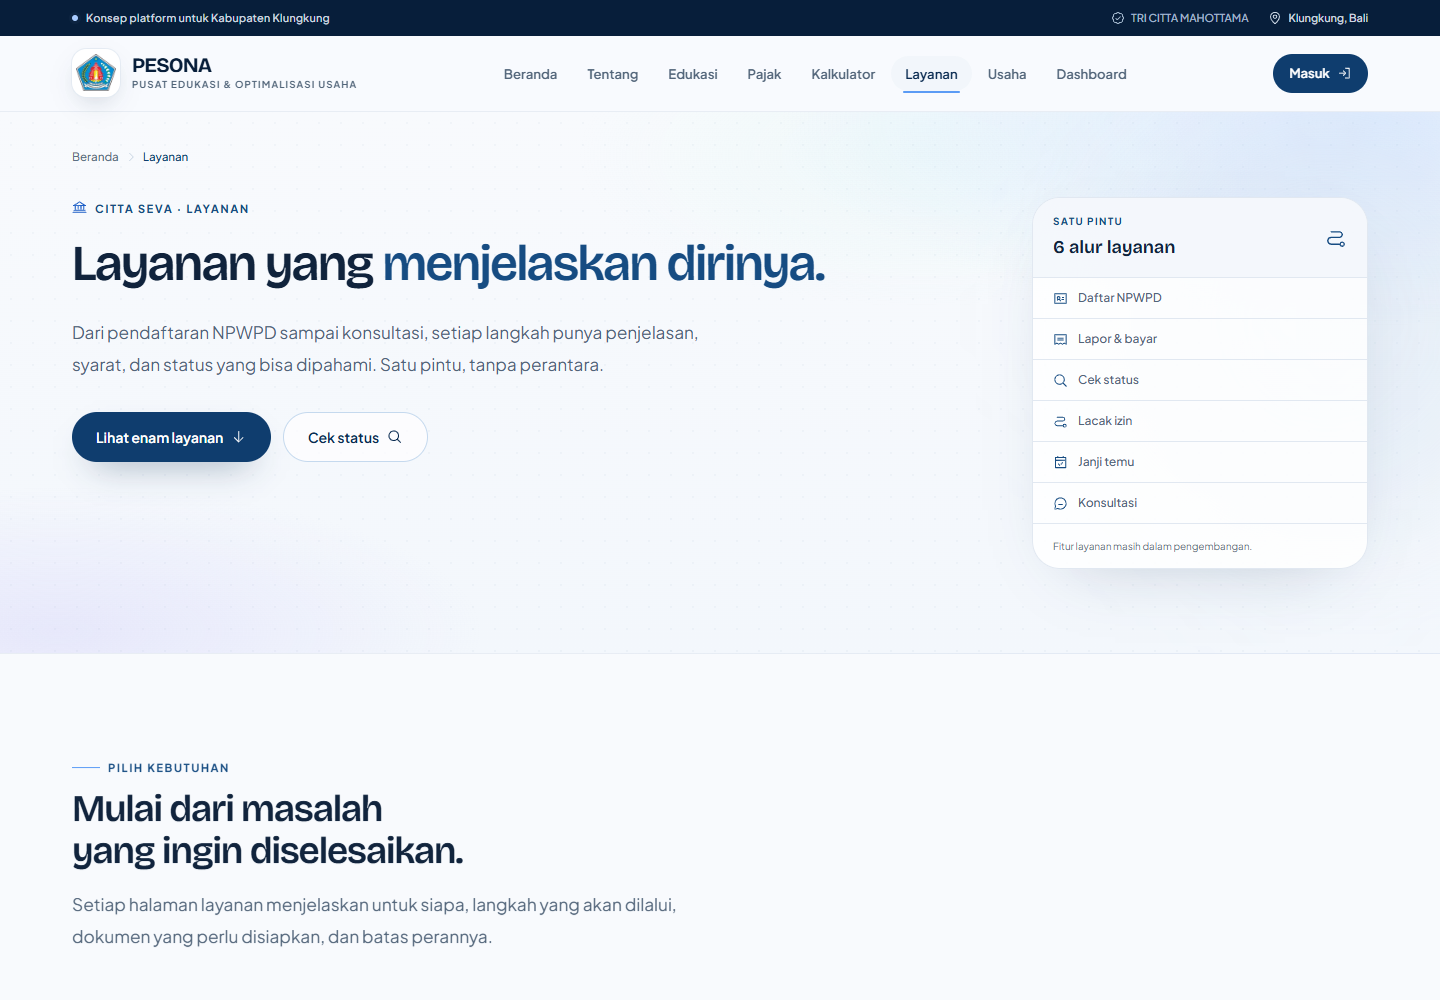 Konsep platform untuk Kabupaten Klungkung
TRI CITTA MAHOTTAMA
Klungkung, Bali
PESONA
PUSAT EDUKASI & OPTIMALISASI USAHA
Beranda
Tentang
Edukasi
Pajak
Kalkulator
Layanan
Usaha
Dashboard
Masuk
Beranda
Layanan
CITTA SEVA · LAYANAN
Layanan yang menjelaskan dirinya.
Dari pendaftaran NPWPD sampai konsultasi, setiap langkah punya penjelasan,
syarat, dan status yang bisa dipahami. Satu pintu, tanpa perantara.
Lihat enam layanan
Cek status
SATU PINTU
6 alur layanan
Daftar NPWPD
Lapor & bayar
Cek status
Lacak izin
Janji temu
Konsultasi
Fitur layanan masih dalam pengembangan.
PILIH KEBUTUHAN
Mulai dari masalah
yang ingin diselesaikan.
Setiap halaman layanan menjelaskan untuk siapa, langkah yang akan dilalui,
dokumen yang perlu disiapkan, dan batas perannya.